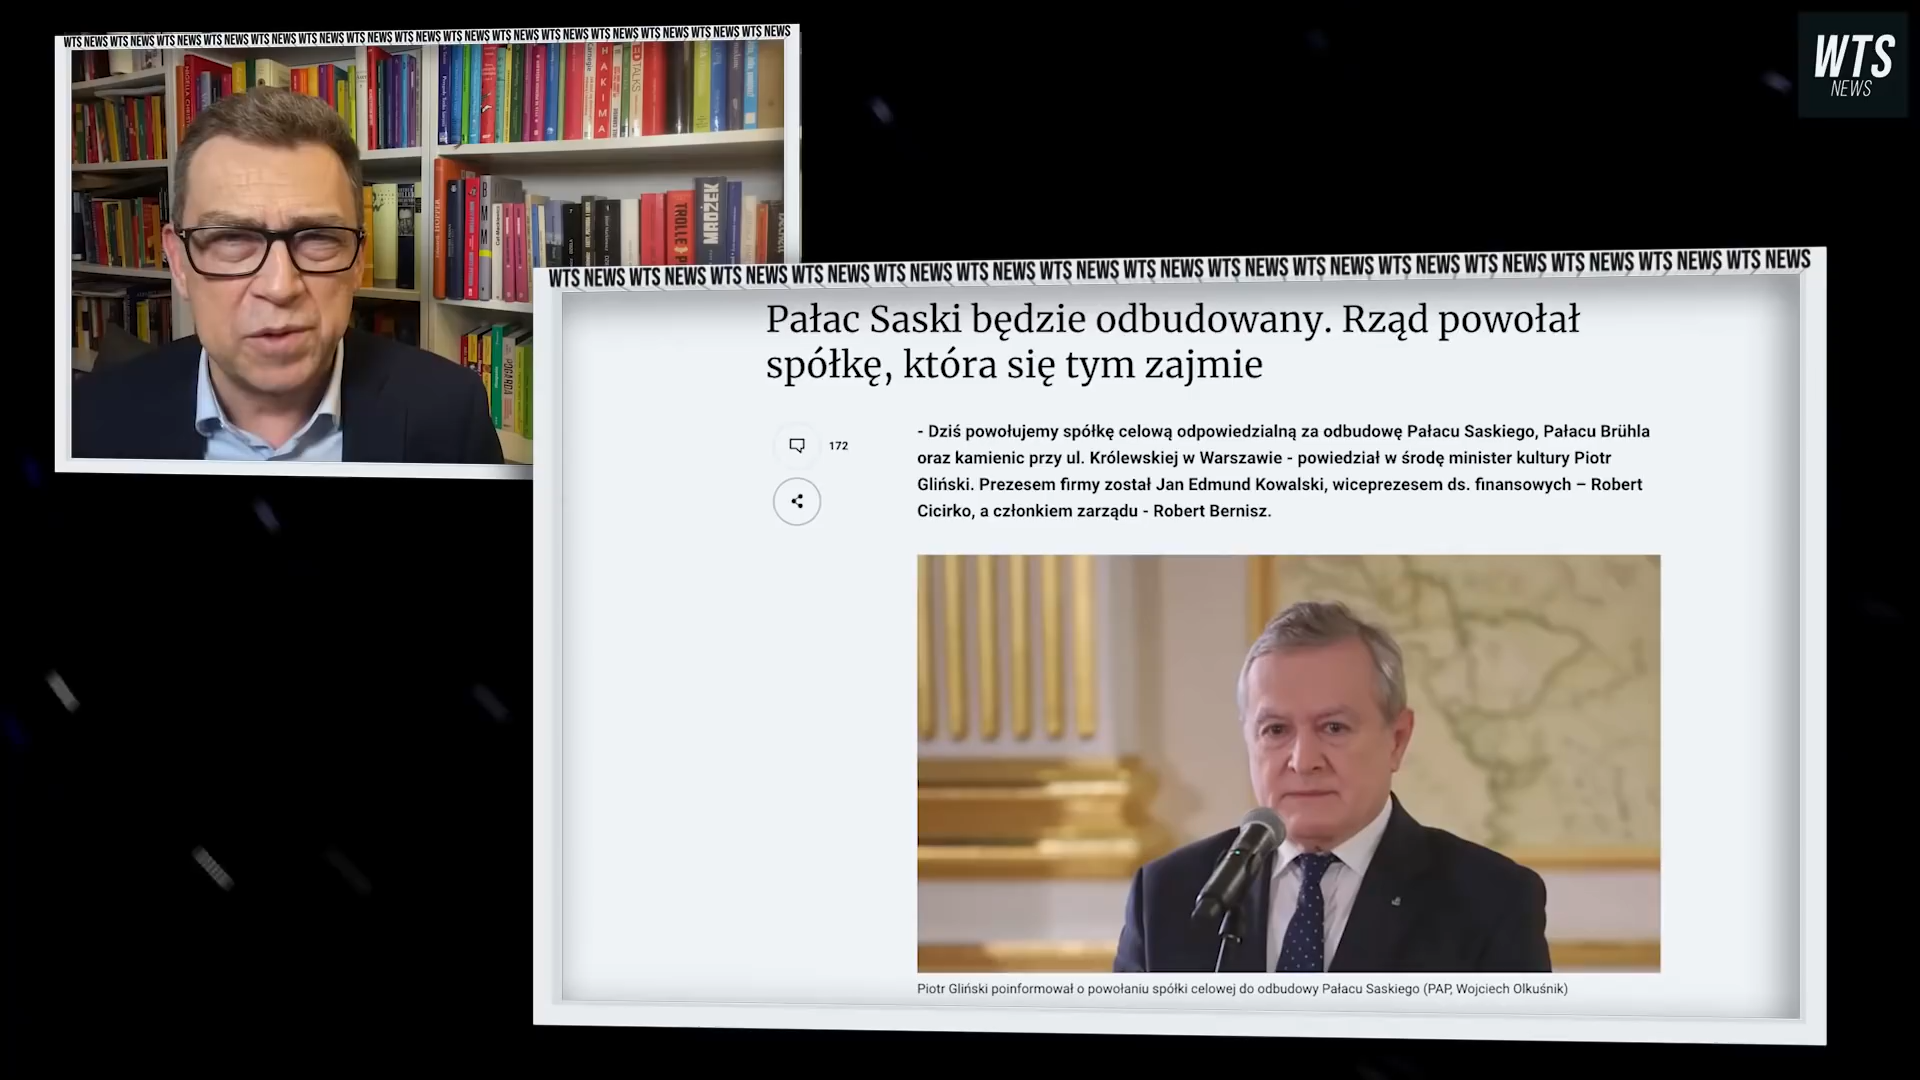 WTS NEWS WTS NEWS WTS NEWS WTS NEWS WTS NEWS WTS NEWS WTS NEWS WTS NEWS WTS NEWS WTS NEWS WTS NEWS WTS NEWS WTS NEWS WTS NEWS WTS NEWS WTS NEWS
WTS
NEWS
HAKIMA
TALKS
MROŻEK
TROLLE
POGARDA
WTS NEWS WTS NEWS WTS NEWS WTS NEWS WTS NEWS WTS NEWS WTS NEWS WTS NEWS WTS NEWS WTS NEWS WTS NEWS WTS NEWS WTS NEWS WTS NEWS WTS NEWS
Pałac Saski będzie odbudowany. Rząd powołał
spółkę, która się tym zajmie
172
- Dziś powołujemy spółkę celową odpowiedzialną za odbudowę Pałacu Saskiego, Pałacu Brühla
oraz kamienic przy ul. Królewskiej w Warszawie - powiedział w środę minister kultury Piotr
Gliński. Prezesem firmy został Jan Edmund Kowalski, wiceprezesem ds. finansowych – Robert
Cicirko, a członkiem zarządu - Robert Bernisz.
Piotr Gliński poinformował o powołaniu spółki celowej do odbudowy Pałacu Saskiego (PAP, Wojciech Olkuśnik)